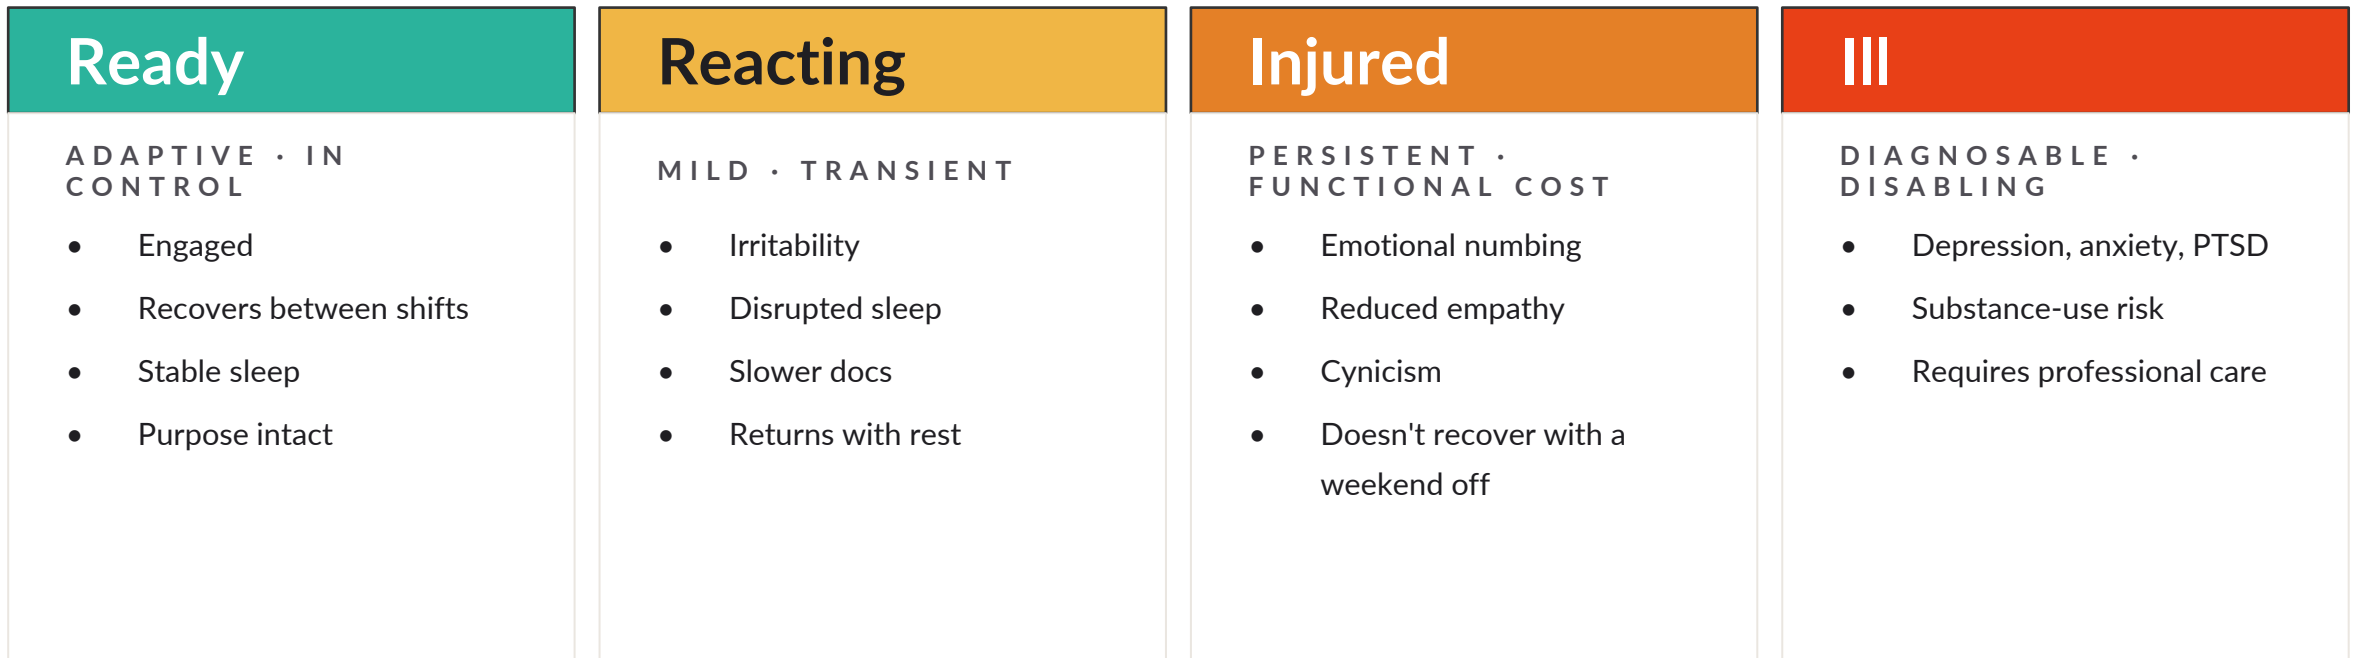 Ready
ADAPTIVE · IN
CONTROL
• Engaged
• Recovers between shifts
• Stable sleep
• Purpose intact
Reacting
MILD · TRANSIENT
• Irritability
• Disrupted sleep
• Slower docs
• Returns with rest
Injured
PERSISTENT ·
FUNCTIONAL COST
• Emotional numbing
• Reduced empathy
• Cynicism
• Doesn't recover with a
weekend off
Ill
DIAGNOSABLE ·
DISABLING
• Depression, anxiety, PTSD
• Substance-use risk
• Requires professional care